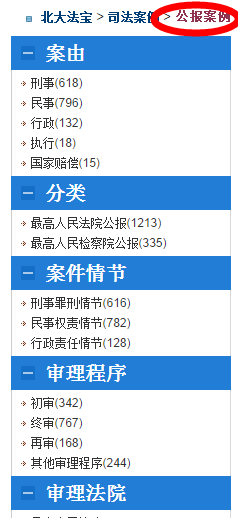 北大法宝 > 司法案例 > 公报案例
案由
刑事(618)
民事(796)
行政(132)
执行(18)
国家赔偿(15)
分类
最高人民法院公报(1213)
最高人民检察院公报(335)
案件情节
刑事罪刑情节(616)
民事权责情节(782)
行政责任情节(128)
审理程序
初审(342)
终审(767)
再审(168)
其他审理程序(244)
审理法院